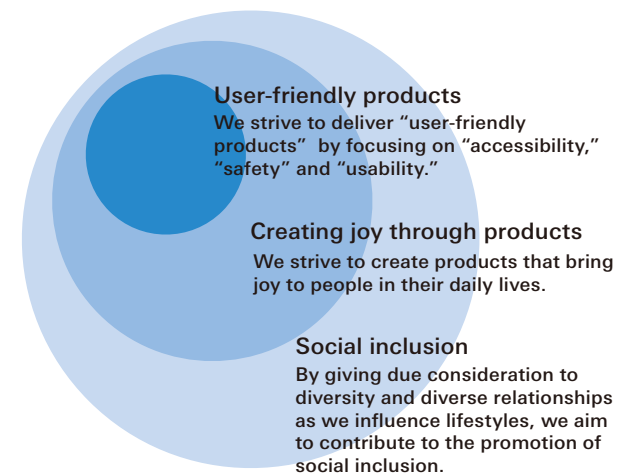 User-friendly products
We strive to deliver “user-friendly
products”  by focusing on “accessibility,”
“safety” and “usability.”
Creating joy through products
We strive to create products that bring
joy to people in their daily lives.
Social inclusion
By giving due consideration to
diversity and diverse relationships
as we influence lifestyles, we aim
to contribute to the promotion of
social inclusion.